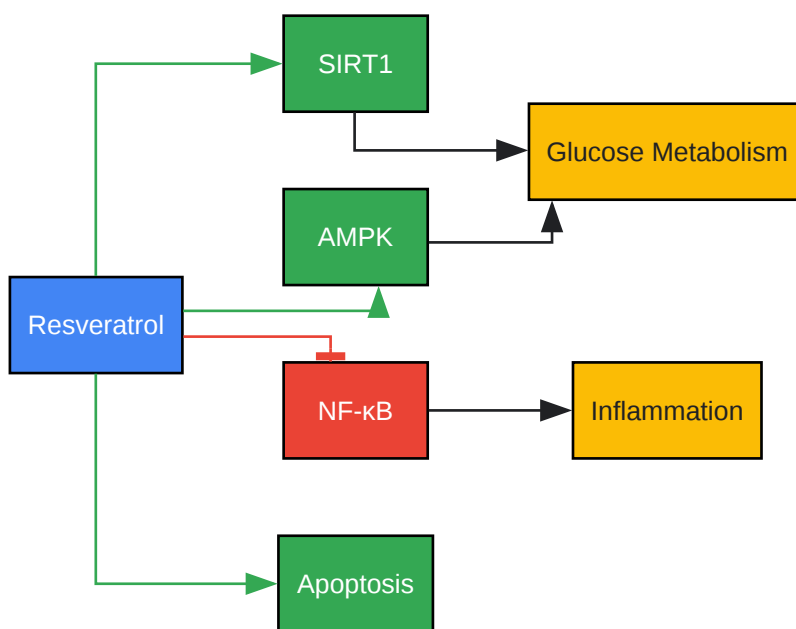 SIRT1
Glucose Metabolism
AMPK
Resveratrol
NF-κB
Inflammation
Apoptosis